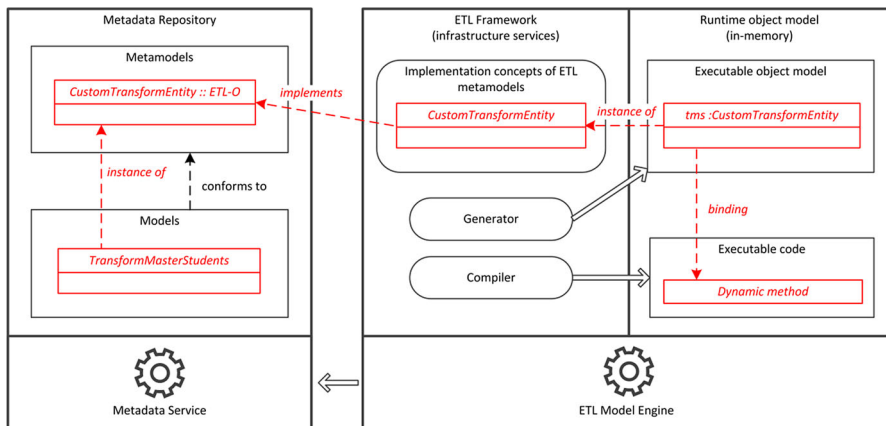 Metadata Repository
Metamodels
CustomTransformEntity :: ETL-O
instance of
conforms to
Models
TransformMasterStudents
Metadata Service
implements
ETL Framework
(infrastructure services)
Implementation concepts of ETL
metamodels
CustomTransformEntity
instance of
Generator
Compiler
Runtime object model
(in-memory)
Executable object model
tms :CustomTransformEntity
binding
Executable code
Dynamic method
ETL Model Engine